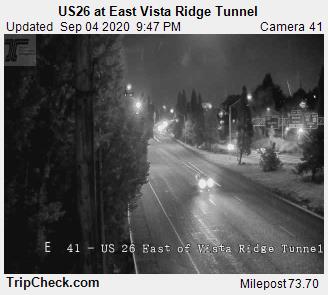 US26 at East Vista Ridge Tunnel
Updated Sep 04 2020 9:47 PM Camera 41
E 41 - US 26 East of Vista Ridge Tunnel
TripCheck.com Milepost 73.70